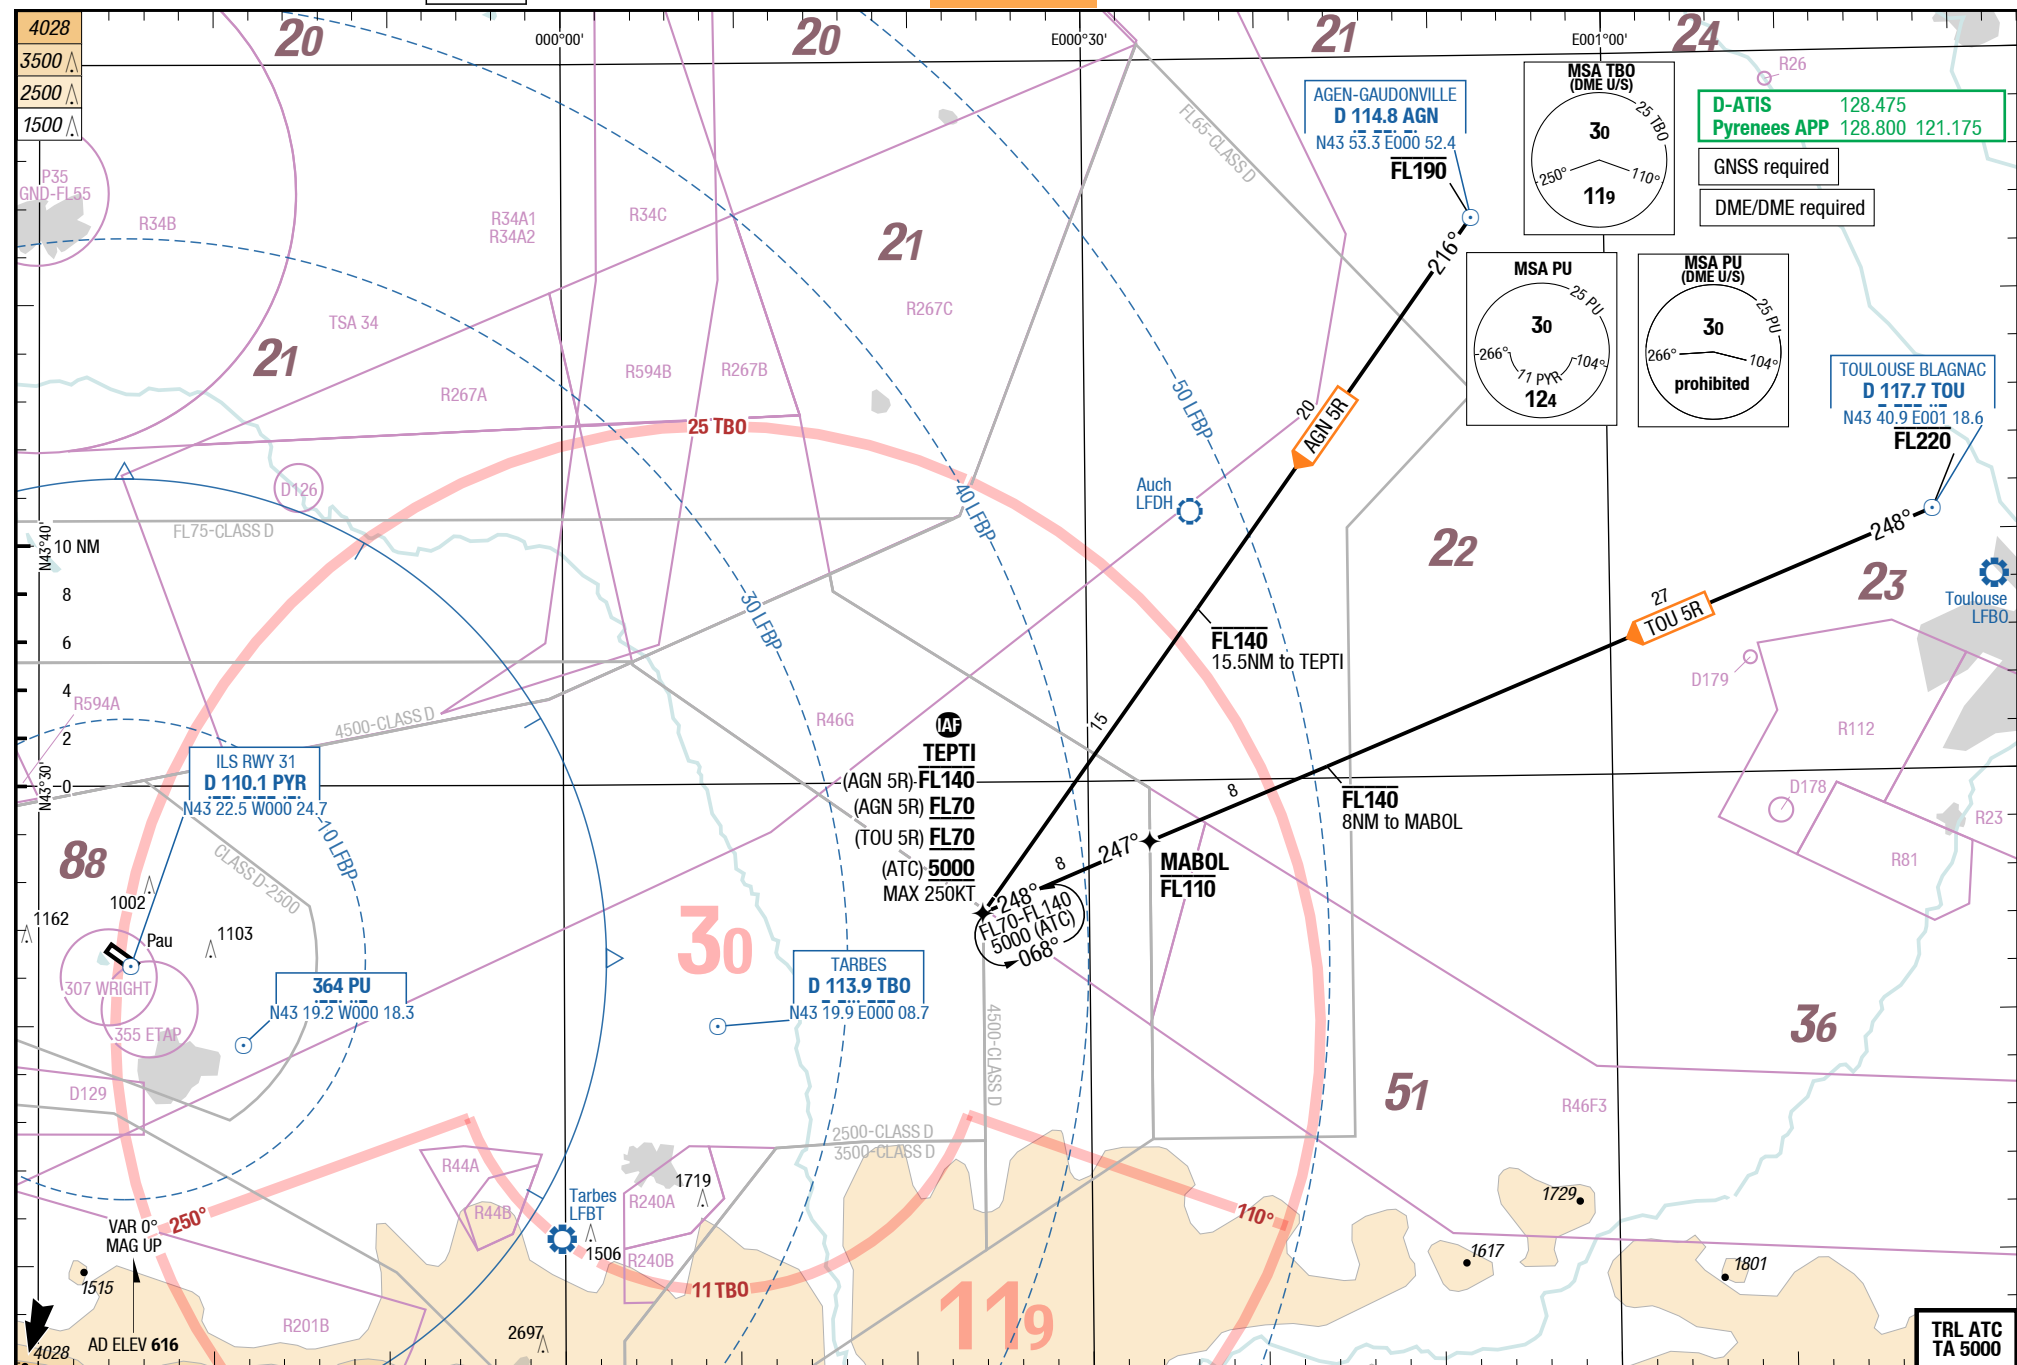 4028
3500
2500
1500
20
000°00'
20
E000°30'
21
E001°00'
24
R26
MSA TBO
(DME U/S)
25 TBO
30
250°
110°
119
D-ATIS 128.475
Pyrenees APP 128.800 121.175
GNSS required
DME/DME required
AGEN-GAUDONVILLE
D 114.8 AGN
N43 53.3 E000 52.4
FL190
FL65-CLASS D
P35
GND-FL55
R34B
R34A1
R34A2
R34C
21
R267C
216°
MSA PU
25 PU
30
266°
104°
11 PYR
124
MSA PU
(DME U/S)
25 PU
30
266°
104°
prohibited
TSA 34
21
R267A
R594B
R267B
25 TBO
50 LFBP
20
AGN 5R
TOULOUSE BLAGNAC
D 117.7 TOU
N43 40.9 E001 18.6
FL220
248°
D126
FL75-CLASS D
40 LFBP
Auch
LFDH
22
23
Toulouse
LFBO
N43°40'
10 NM
8
6
4
2
0
N43°30'
30 LFBP
FL140
15.5NM to TEPTI
27
TOU 5R
D179
R112
D178
R23
R81
R594A
4500-CLASS D
R46G
15
IAF
TEPTI
(AGN 5R) FL140
(AGN 5R) FL70
(TOU 5R) FL70
(ATC) 5000
MAX 250KT
8
FL140
8NM to MABOL
ILS RWY 31
D 110.1 PYR
N43 22.5 W000 24.7
10 LFBP
CLASS D-2500
88
8
247°
MABOL
FL110
248°
FL70-FL140
5000 (ATC)
068°
1002
1162
1103
Pau
307 WRIGHT
355 ETAP
364 PU
N43 19.2 W000 18.3
30
TARBES
D 113.9 TBO
N43 19.9 E000 08.7
4500-CLASS D
36
51
R46F3
D129
2500-CLASS D
3500-CLASS D
R44A
R44B
Tarbes
LFBT
1719
R240A
1506
R240B
VAR 0°
MAG UP
250°
110°
1729
1617
1801
1515
11 TBO
119
R201B
2697
4028
AD ELEV 616
TRL ATC
TA 5000